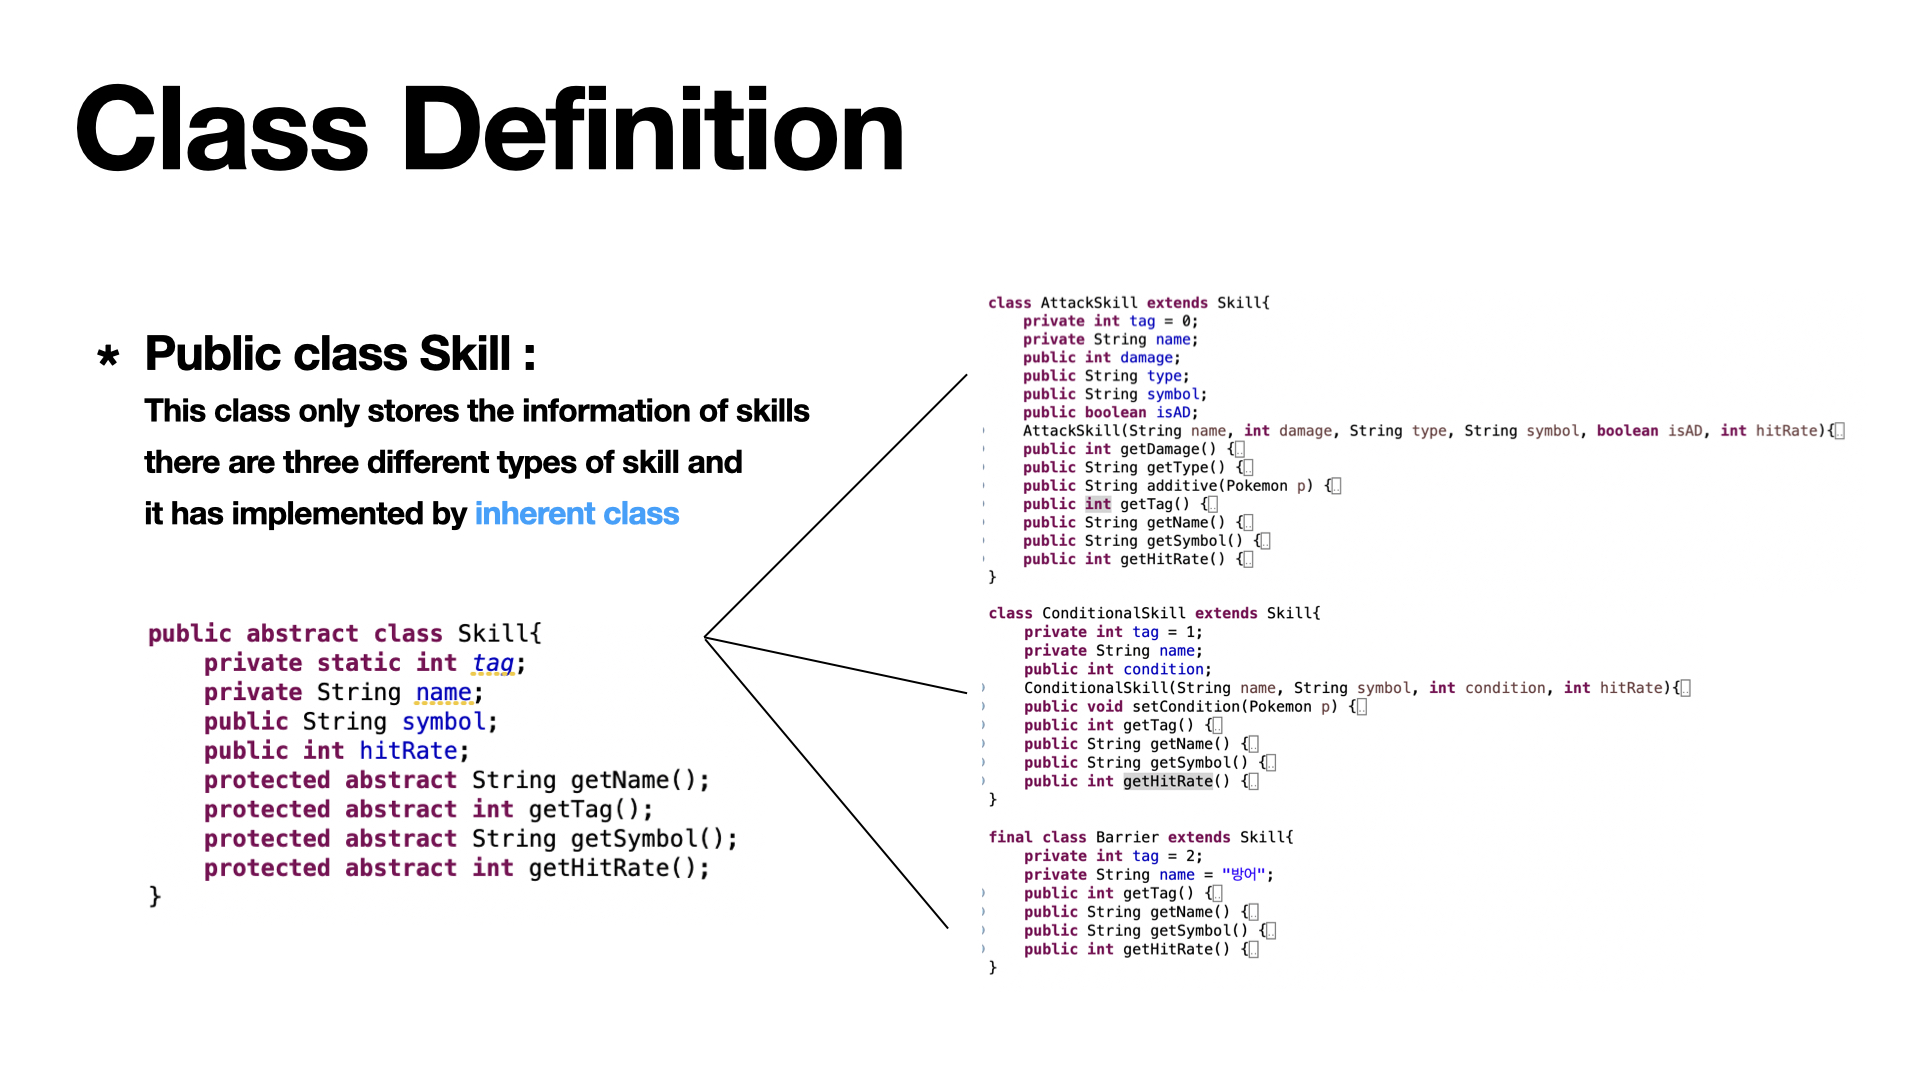 Class Definition
* Public class Skill :
This class only stores the information of skills
there are three different types of skill and
it has implemented by inherent class
public abstract class Skill{
private static int tag;
private String name;
public String symbol;
public int hitRate;
protected abstract String getName();
protected abstract int getTag();
protected abstract String getSymbol();
protected abstract int getHitRate();
}
class AttackSkill extends Skill{
private int tag = 0;
private String name;
public int damage;
public String type;
public String symbol;
public boolean isAD;
AttackSkill(String name, int damage, String type, String symbol, boolean isAD, int hitRate){
public int getDamage() {
public String getType() {
public String additive(Pokemon p) {
public int getTag() {
public String getName() {
public String getSymbol() {
public int getHitRate() {
}
class ConditionalSkill extends Skill{
private int tag = 1;
private String name;
public int condition;
ConditionalSkill(String name, String symbol, int condition, int hitRate){
public void setCondition(Pokemon p) {
public int getTag() {
public String getName() {
public String getSymbol() {
public int getHitRate() {
}
final class Barrier extends Skill{
private int tag = 2;
private String name = "방어";
public int getTag() {
public String getName() {
public String getSymbol() {
public int getHitRate() {
}